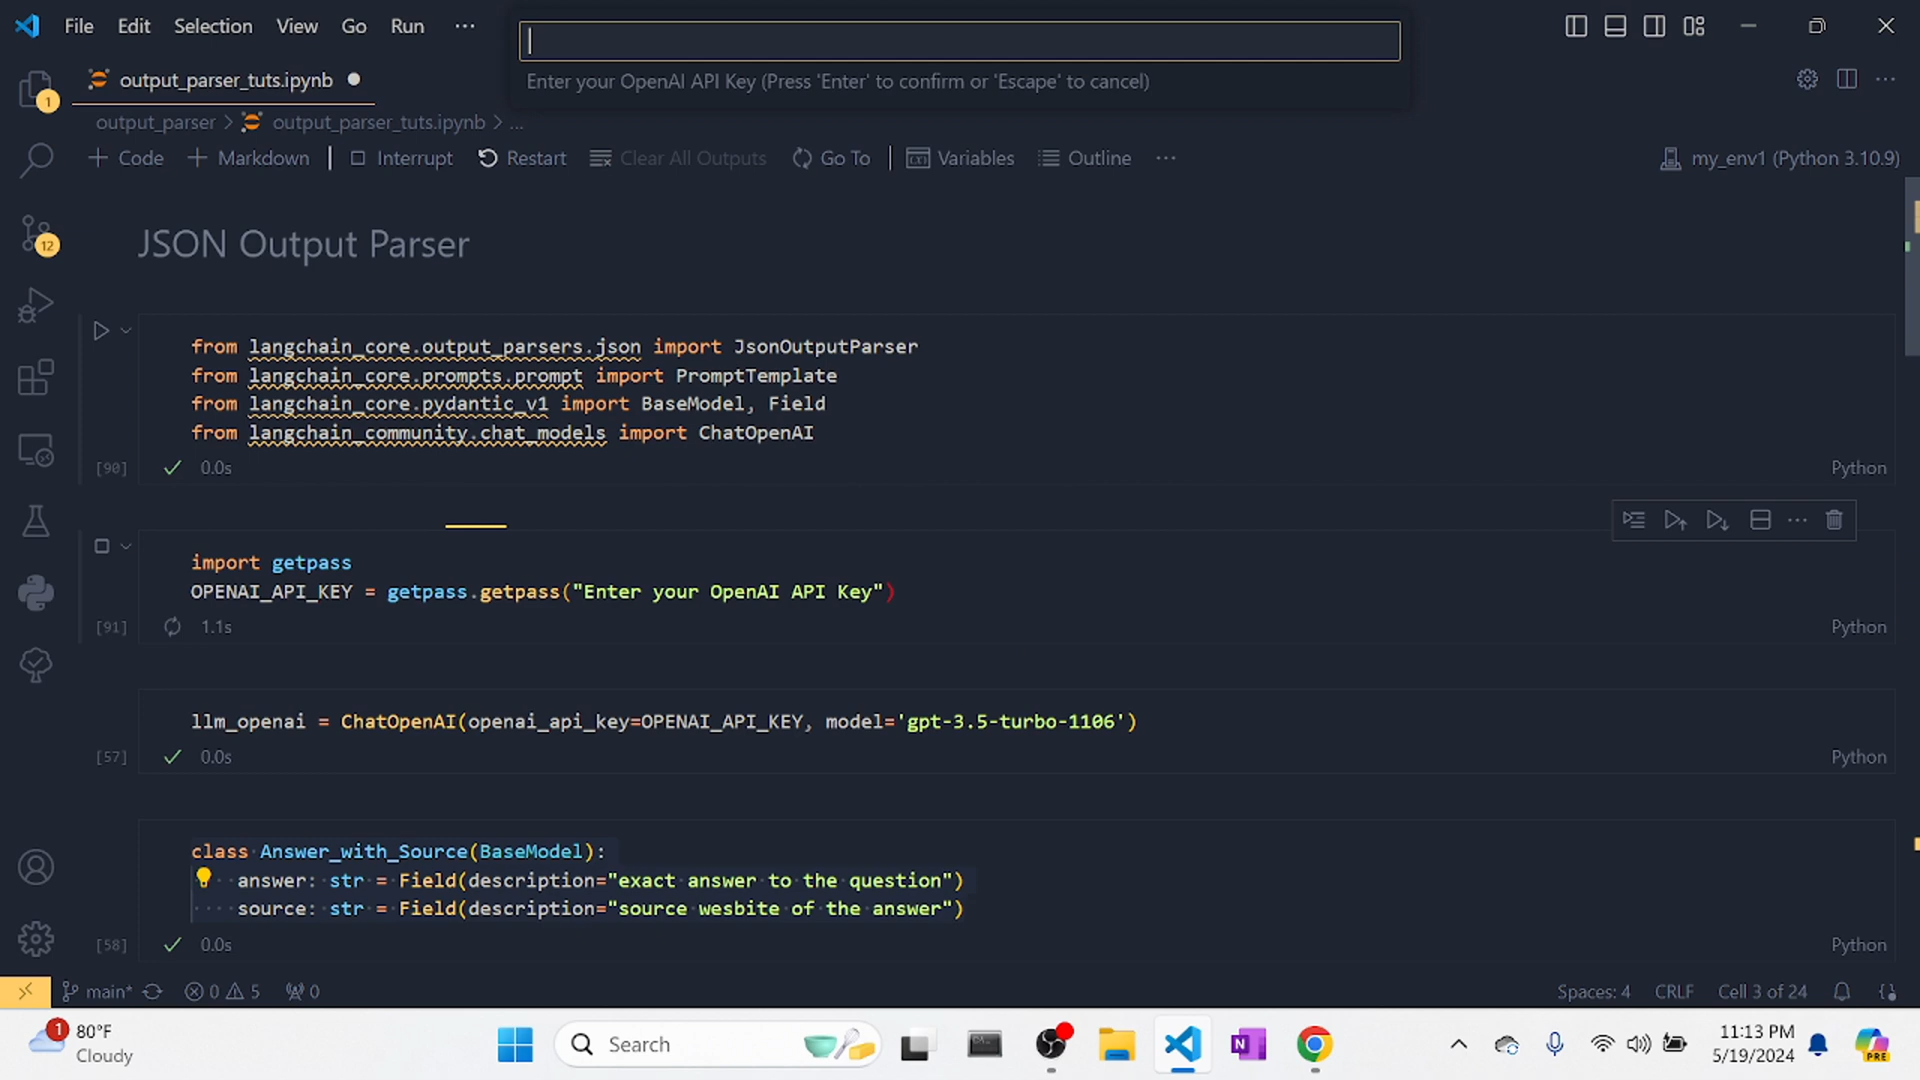 File Edit Selection View Go Run ···
Enter your OpenAI API Key (Press 'Enter' to confirm or 'Escape' to cancel)
output_parser_tuts.ipynb
1
output_parser > output_parser_tuts.ipynb > ...
+ Code + Markdown Interrupt Restart Clear All Outputs Go To Variables Outline ···
my_env1 (Python 3.10.9)
12
JSON Output Parser
from langchain_core.output_parsers.json import JsonOutputParser
from langchain_core.prompts.prompt import PromptTemplate
from langchain_core.pydantic_v1 import BaseModel, Field
from langchain_community.chat_models import ChatOpenAI
[90] 0.0s Python
import getpass
OPENAI_API_KEY = getpass.getpass("Enter your OpenAI API Key")
[91] 1.1s Python
llm_openai = ChatOpenAI(openai_api_key=OPENAI_API_KEY, model='gpt-3.5-turbo-1106')
[57] 0.0s Python
class Answer_with_Source(BaseModel):
answer: str = Field(description="exact answer to the question")
source: str = Field(description="source wesbite of the answer")
[58] 0.0s Python
main* 0 5 0
Spaces: 4 CRLF Cell 3 of 24
1 80°F
Cloudy
Search
N
11:13 PM
5/19/2024
PRE